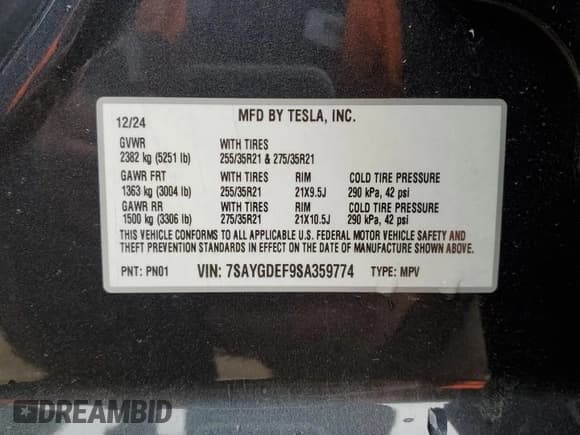 MFD BY TESLA, INC.
12/24
GVWR WITH TIRES
2382 kg (5251 lb) 255/35R21 & 275/35R21
GAWR FRT WITH TIRES RIM COLD TIRE PRESSURE
1363 kg (3004 lb) 255/35R21 21X9.5J 290 kPa, 42 psi
GAWR RR WITH TIRES RIM COLD TIRE PRESSURE
1500 kg (3306 lb) 275/35R21 21X10.5J 290 kPa, 42 psi
THIS VEHICLE CONFORMS TO ALL APPLICABLE U.S. FEDERAL MOTOR VEHICLE SAFETY AND
THEFT PREVENTION STANDARDS IN EFFECT ON THE DATE OF MANUFACTURE SHOWN ABOVE.
PNT: PN01 VIN: 7SAYGDEF9SA359774 TYPE: MPV
DREAMBID